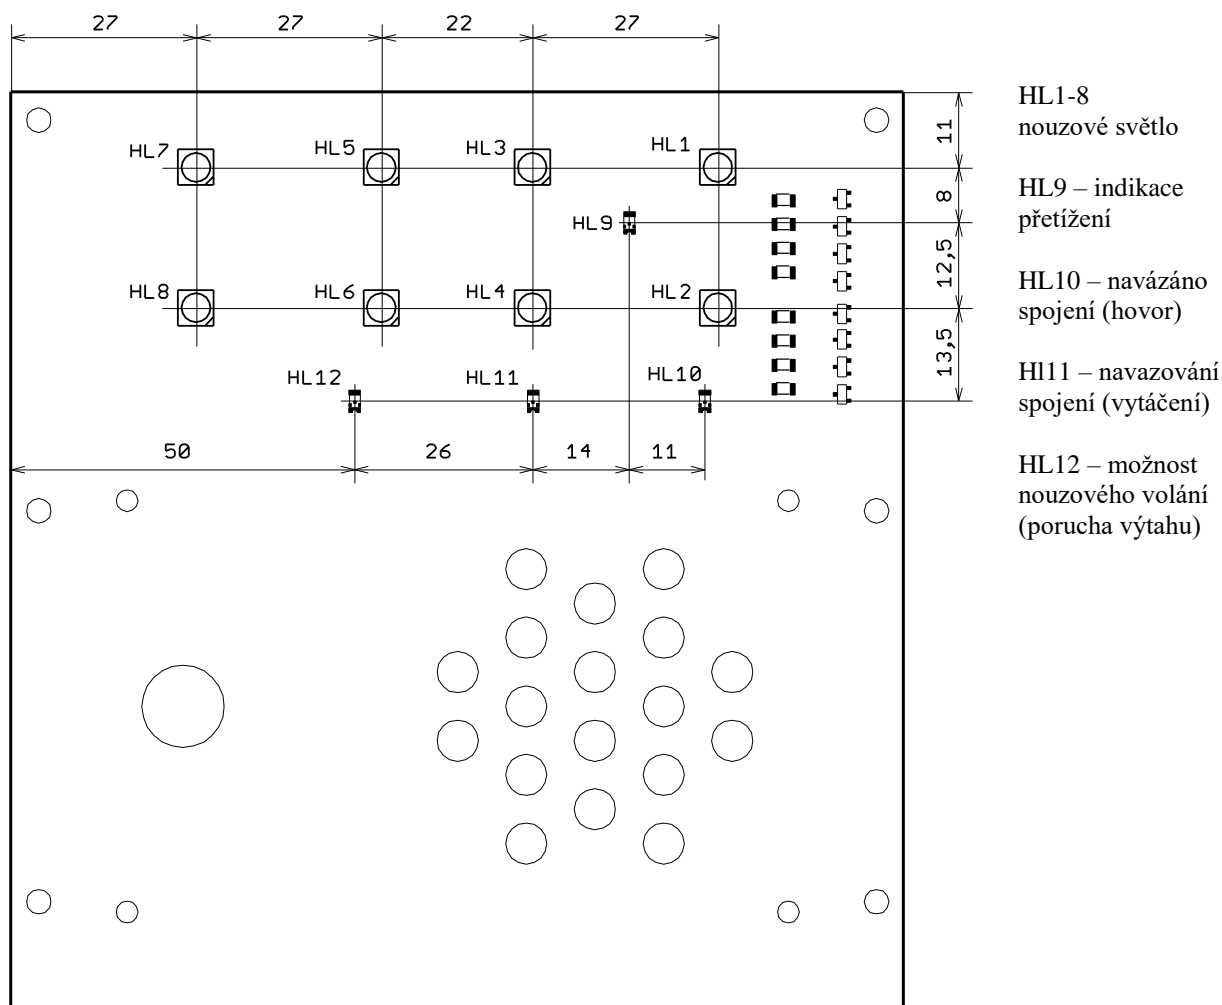 27 27 22 27
HL1-8
nouzové světlo
11
HL7 HL5 HL3 HL1
HL9 – indikace
přetížení
8
HL9
12,5
HL10 – navázáno
spojení (hovor)
HL8 HL6 HL4 HL2
13,5
Hl11 – navazování
spojení (vytáčení)
HL12 HL11 HL10
50 26 14 11
HL12 – možnost
nouzového volání
(porucha výtahu)